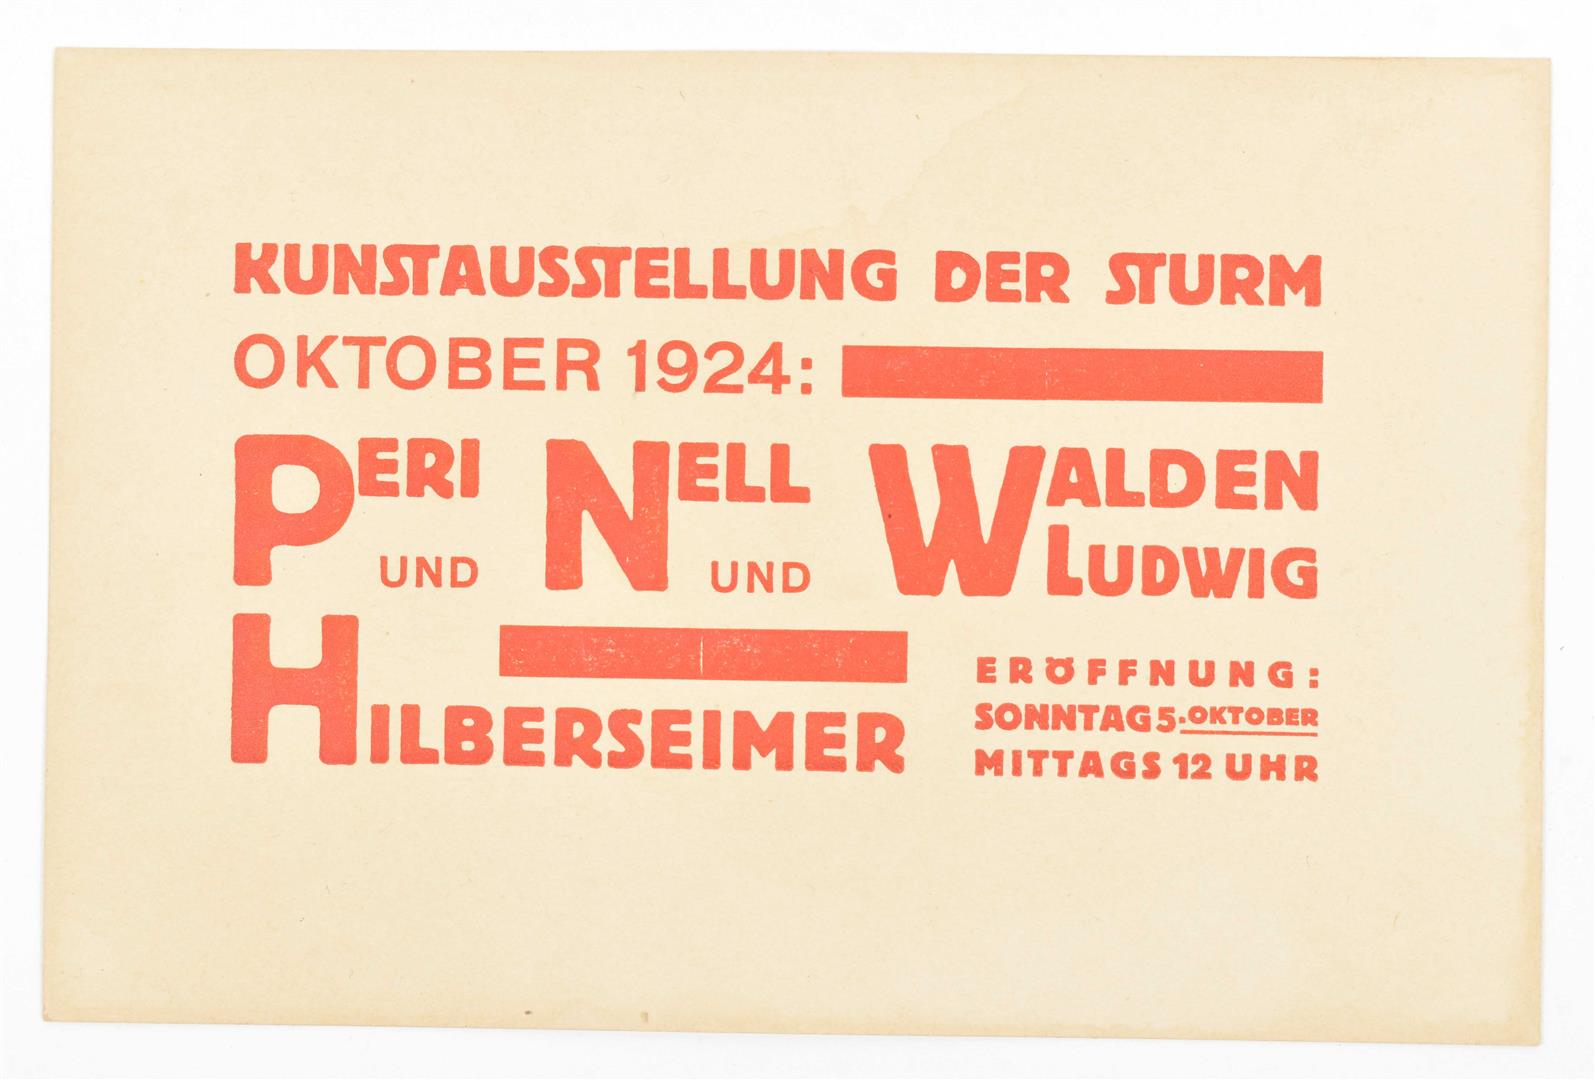 KUNSTAUSSTELLUNG DER STURM
OKTOBER 1924:
PERI UND NELL UND WALDEN
LUDWIG
HILBERSEIMER
ERÖFFNUNG:
SONNTAG 5. OKTOBER
MITTAGS 12 UHR